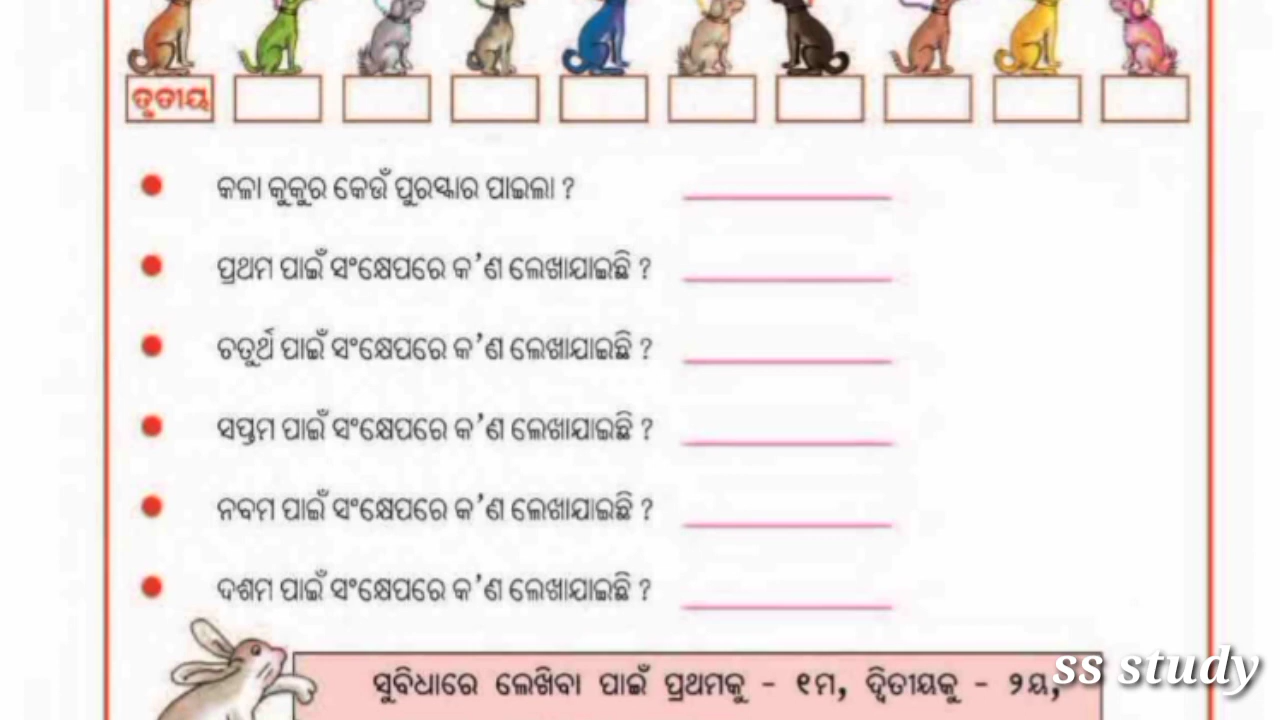 ତୃତୀୟ
କଳା କୁକୁର କେଉଁ ପୁରସ୍କାର ପାଇଲା ?
ପ୍ରଥମ ପାଇଁ ସଂକ୍ଷେପରେ କ'ଣ ଲେଖାଯାଇଛି ?
ଚତୁର୍ଥ ପାଇଁ ସଂକ୍ଷେପରେ କ'ଣ ଲେଖାଯାଇଛି ?
ସପ୍ତମ ପାଇଁ ସଂକ୍ଷେପରେ କ'ଣ ଲେଖାଯାଇଛି ?
ନବମ ପାଇଁ ସଂକ୍ଷେପରେ କ'ଣ ଲେଖାଯାଇଛି ?
ଦଶମ ପାଇଁ ସଂକ୍ଷେପରେ କ'ଣ ଲେଖାଯାଇଛି ?
ସୁବିଧାରେ ଲେଖିବା ପାଇଁ ପ୍ରଥମକୁ - ୧ମ, ଦ୍ୱିତୀୟକୁ - ୨ୟ,
ss study